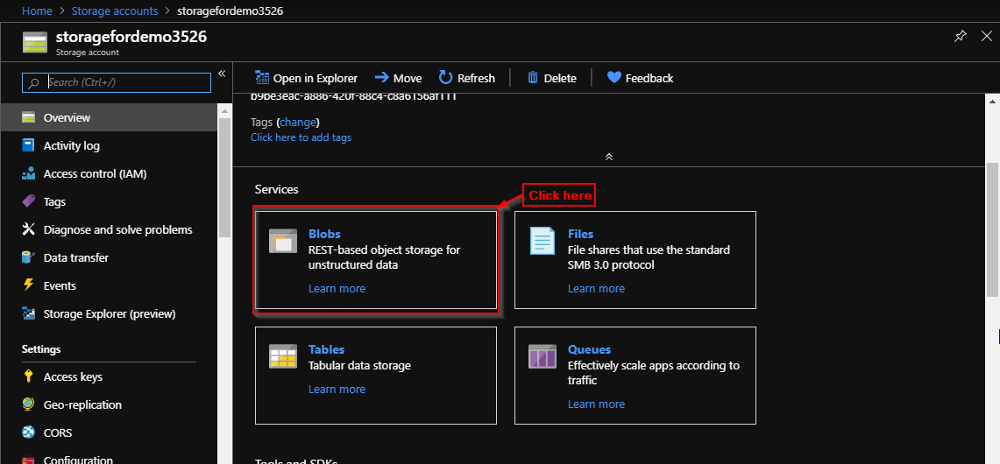 Home > Storage accounts > storagefordemo3526
storagefordemo3526
Storage account
Search (Ctrl+/)
«
Overview
Activity log
Access control (IAM)
Tags
Diagnose and solve problems
Data transfer
Events
Storage Explorer (preview)
Settings
Access keys
Geo-replication
CORS
Configuration
Open in Explorer
Move
Refresh
Delete
Feedback
b9be3eac-a886-420f-88c4-c8a6156af111
Tags (change)
Click here to add tags
Services
Click here
Blobs
REST-based object storage for
unstructured data
Learn more
Files
File shares that use the standard
SMB 3.0 protocol
Learn more
Tables
Tabular data storage
Learn more
Queues
Effectively scale apps according to
traffic
Learn more
Tools and SDKs